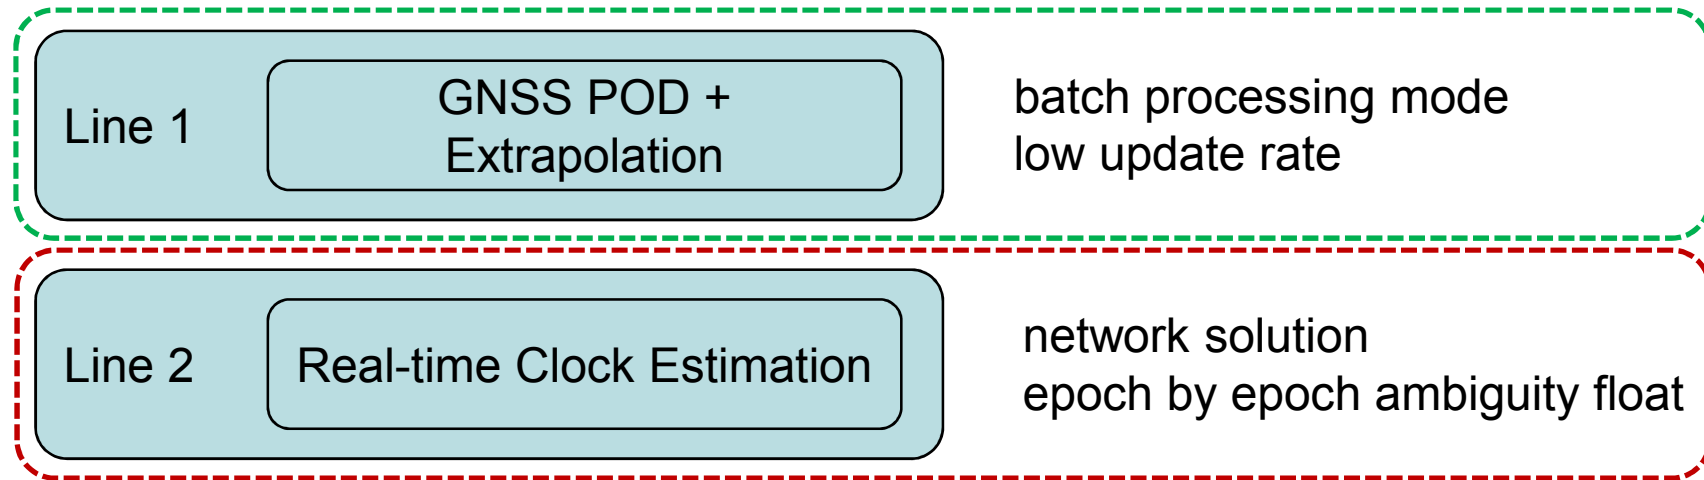 Line 1
GNSS POD +
Extrapolation
batch processing mode
low update rate
Line 2
Real-time Clock Estimation
network solution
epoch by epoch ambiguity float